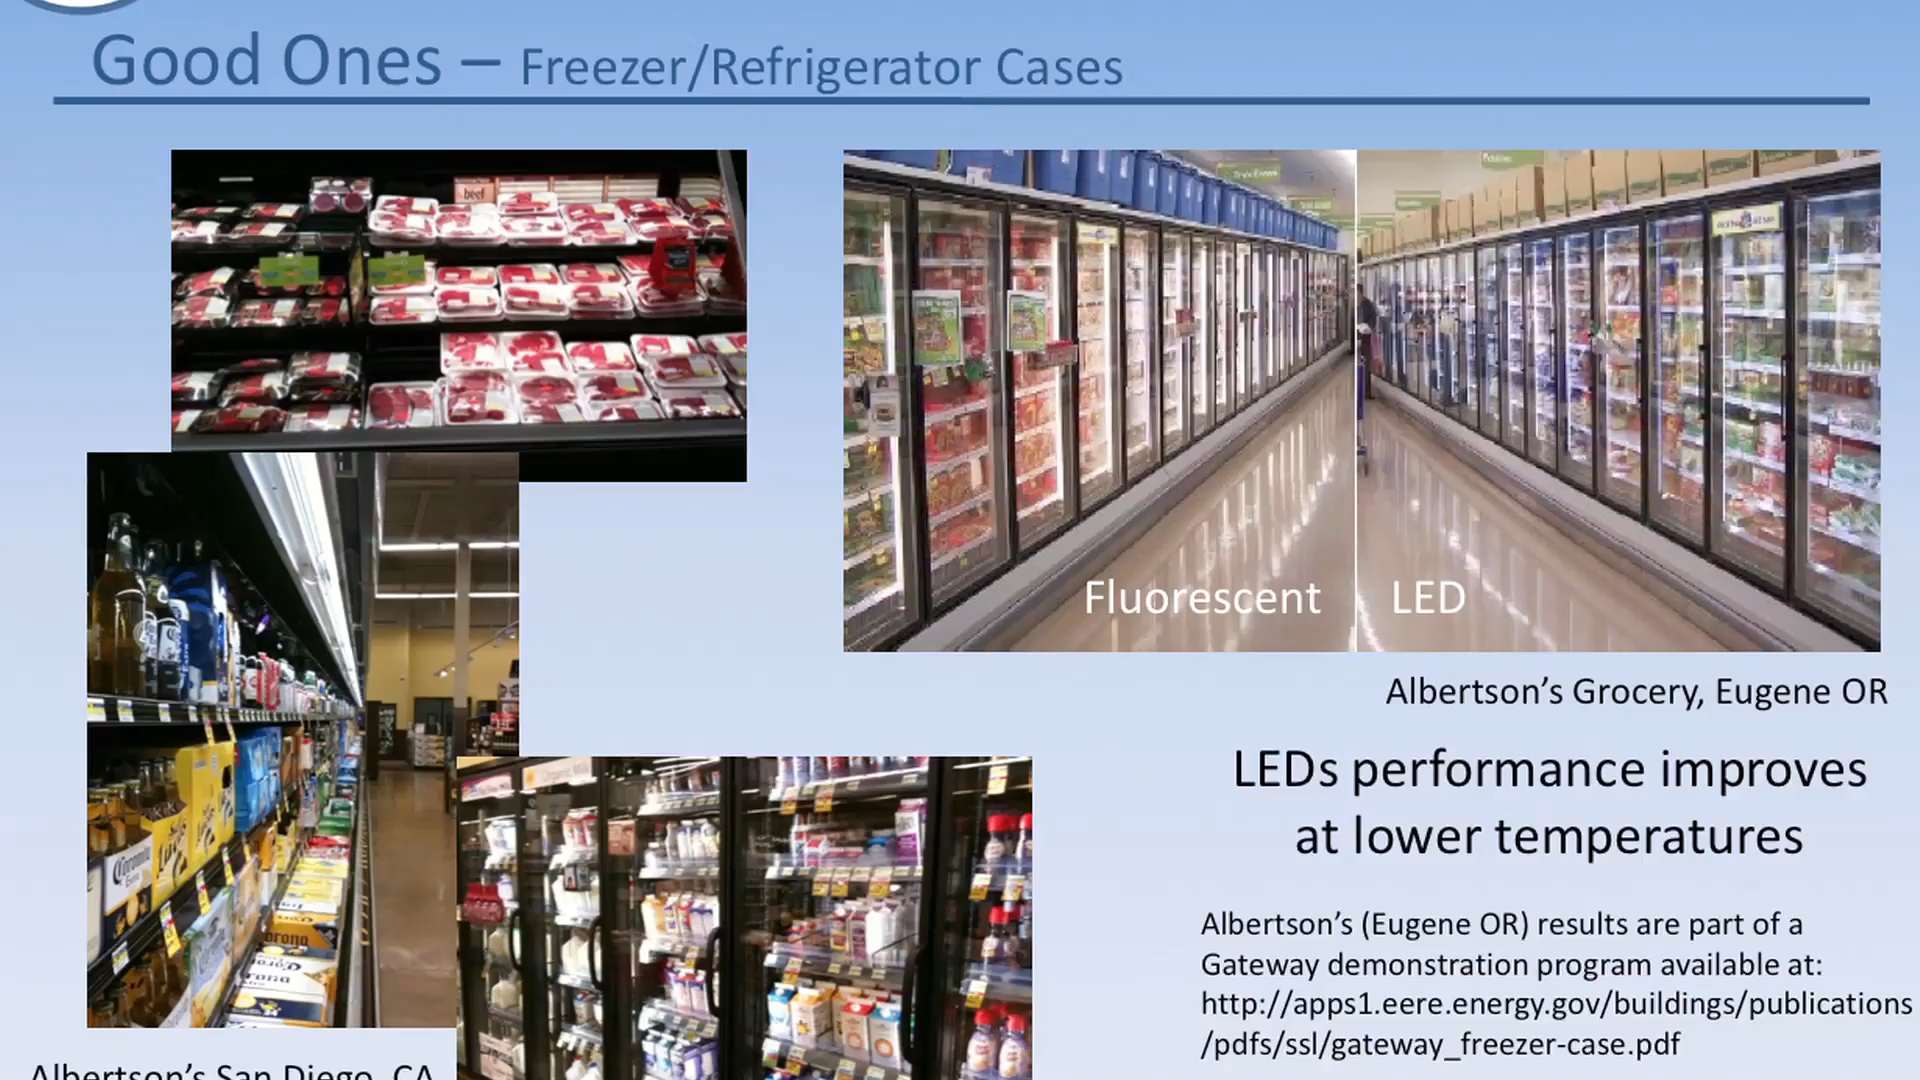 Good Ones – Freezer/Refrigerator Cases
beef
Fluorescent
LED
Albertson’s Grocery, Eugene OR
LEDs performance improves
at lower temperatures
Corona
Albertson’s (Eugene OR) results are part of a
Gateway demonstration program available at:
http://apps1.eere.energy.gov/buildings/publications
/pdfs/ssl/gateway_freezer-case.pdf
Albertson’s San Diego, CA